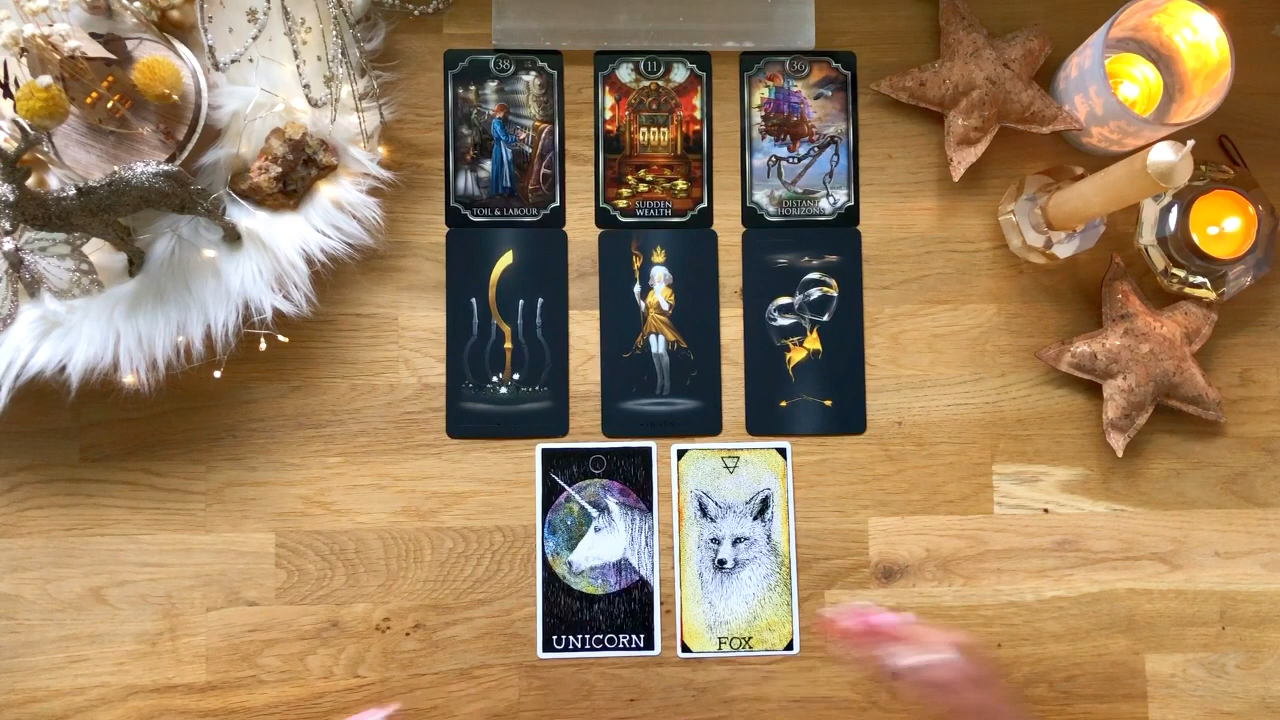 38
TOIL & LABOUR
11
SUDDEN
WEALTH
36
DISTANT
HORIZONS
UNICORN
FOX